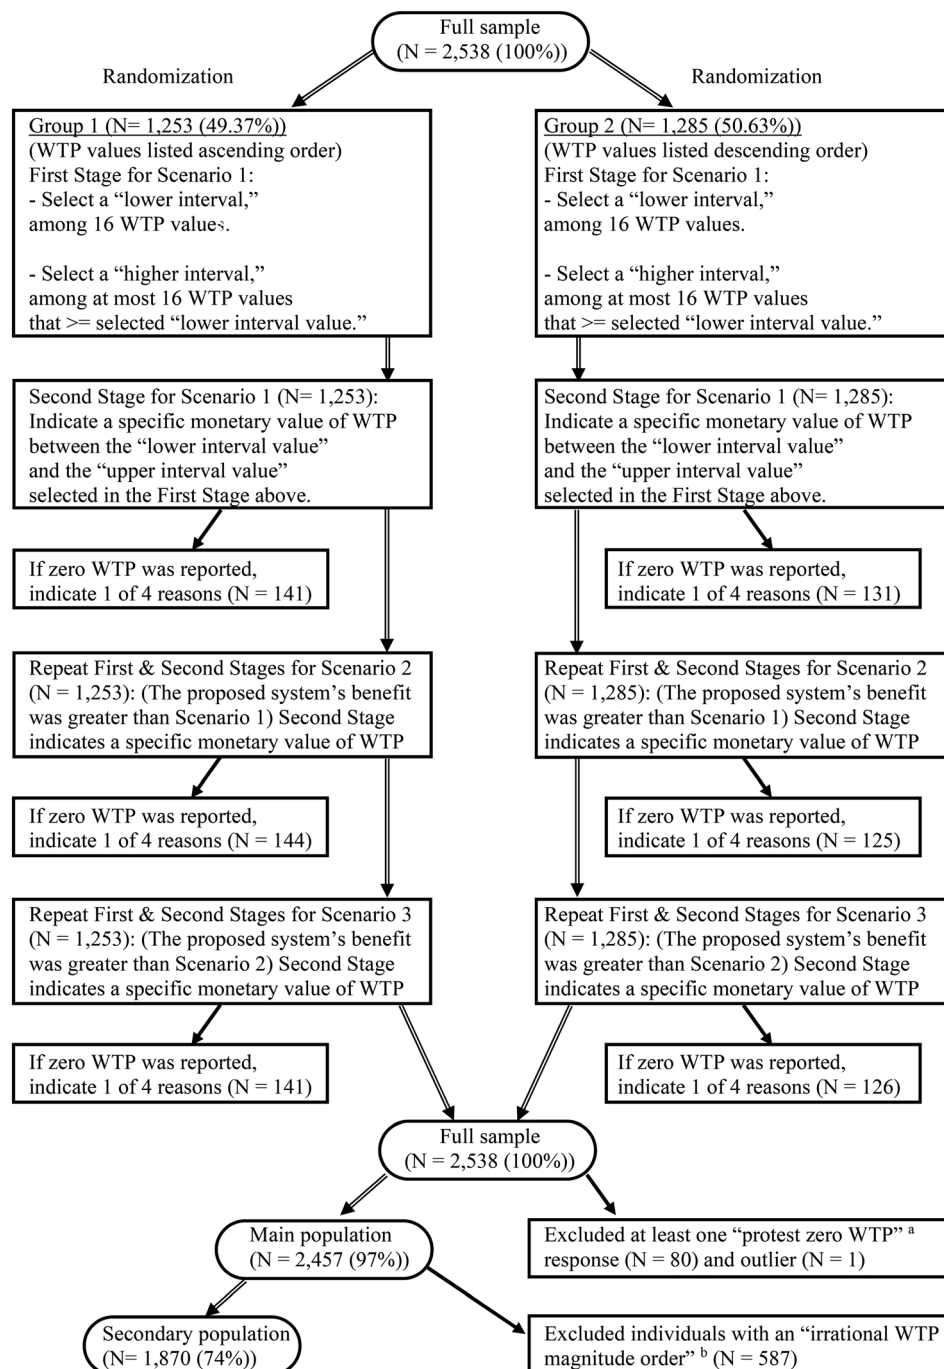 Full sample
(N = 2,538 (100%))
Randomization
Randomization
Group 1 (N= 1,253 (49.37%))
(WTP values listed ascending order)
First Stage for Scenario 1:
- Select a “lower interval,”
among 16 WTP values.
- Select a “higher interval,”
among at most 16 WTP values
that >= selected “lower interval value.”
Group 2 (N= 1,285 (50.63%))
(WTP values listed descending order)
First Stage for Scenario 1:
- Select a “lower interval,”
among 16 WTP values.
- Select a “higher interval,”
among at most 16 WTP values
that >= selected “lower interval value.”
Second Stage for Scenario 1 (N= 1,253):
Indicate a specific monetary value of WTP
between the “lower interval value”
and the “upper interval value”
selected in the First Stage above.
Second Stage for Scenario 1 (N= 1,285):
Indicate a specific monetary value of WTP
between the “lower interval value”
and the “upper interval value”
selected in the First Stage above.
If zero WTP was reported,
indicate 1 of 4 reasons (N = 141)
If zero WTP was reported,
indicate 1 of 4 reasons (N = 131)
Repeat First & Second Stages for Scenario 2
(N = 1,253): (The proposed system’s benefit
was greater than Scenario 1) Second Stage
indicates a specific monetary value of WTP
Repeat First & Second Stages for Scenario 2
(N = 1,285): (The proposed system’s benefit
was greater than Scenario 1) Second Stage
indicates a specific monetary value of WTP
If zero WTP was reported,
indicate 1 of 4 reasons (N = 144)
If zero WTP was reported,
indicate 1 of 4 reasons (N = 125)
Repeat First & Second Stages for Scenario 3
(N = 1,253): (The proposed system’s benefit
was greater than Scenario 2) Second Stage
indicates a specific monetary value of WTP
Repeat First & Second Stages for Scenario 3
(N = 1,285): (The proposed system’s benefit
was greater than Scenario 2) Second Stage
indicates a specific monetary value of WTP
If zero WTP was reported,
indicate 1 of 4 reasons (N = 141)
If zero WTP was reported,
indicate 1 of 4 reasons (N = 126)
Full sample
(N = 2,538 (100%))
Main population
(N = 2,457 (97%))
Excluded at least one “protest zero WTP” a
response (N = 80) and outlier (N = 1)
Secondary population
(N= 1,870 (74%))
Excluded individuals with an “irrational WTP
magnitude order” b (N = 587)